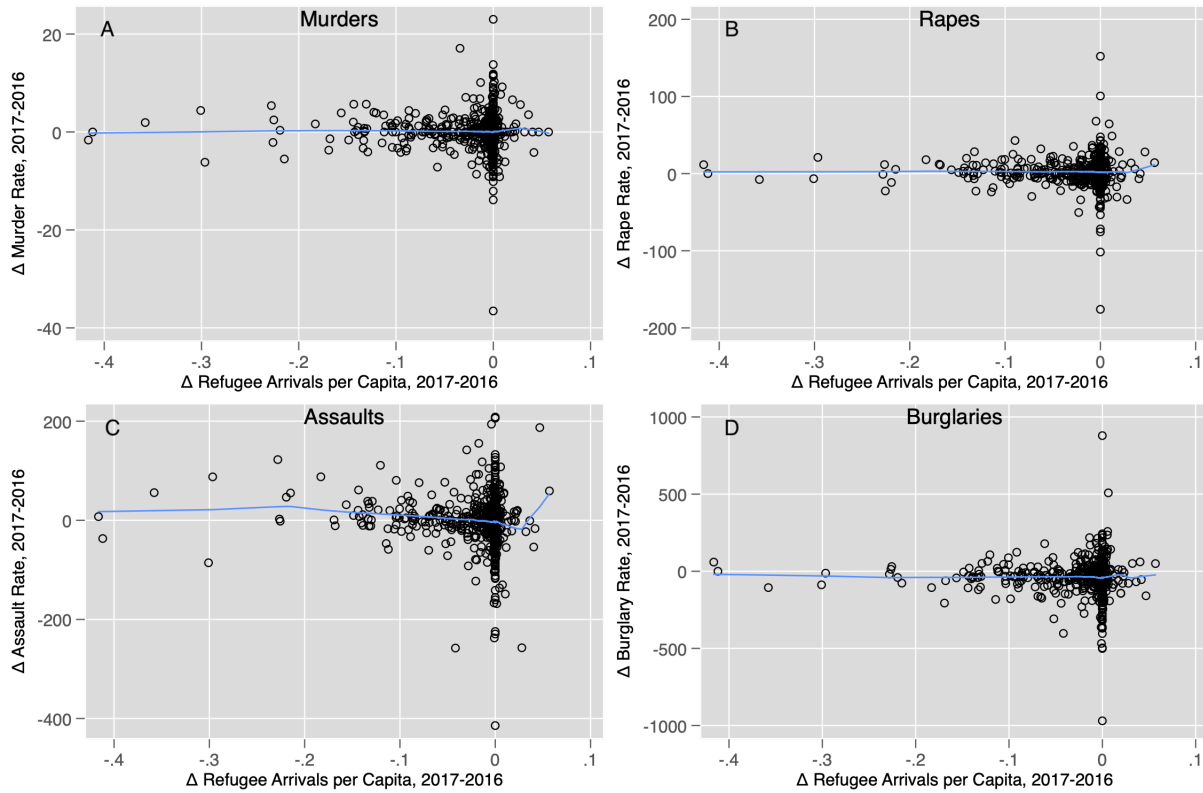 A
Murders
20
0
-20
-40
Δ Murder Rate, 2017-2016
-.4 -.3 -.2 -.1 0 .1
Δ Refugee Arrivals per Capita, 2017-2016
B
Rapes
200
100
0
-100
-200
Δ Rape Rate, 2017-2016
-.4 -.3 -.2 -.1 0 .1
Δ Refugee Arrivals per Capita, 2017-2016
C
Assaults
200
0
-200
-400
Δ Assault Rate, 2017-2016
-.4 -.3 -.2 -.1 0 .1
Δ Refugee Arrivals per Capita, 2017-2016
D
Burglaries
1000
500
0
-500
-1000
Δ Burglary Rate, 2017-2016
-.4 -.3 -.2 -.1 0 .1
Δ Refugee Arrivals per Capita, 2017-2016